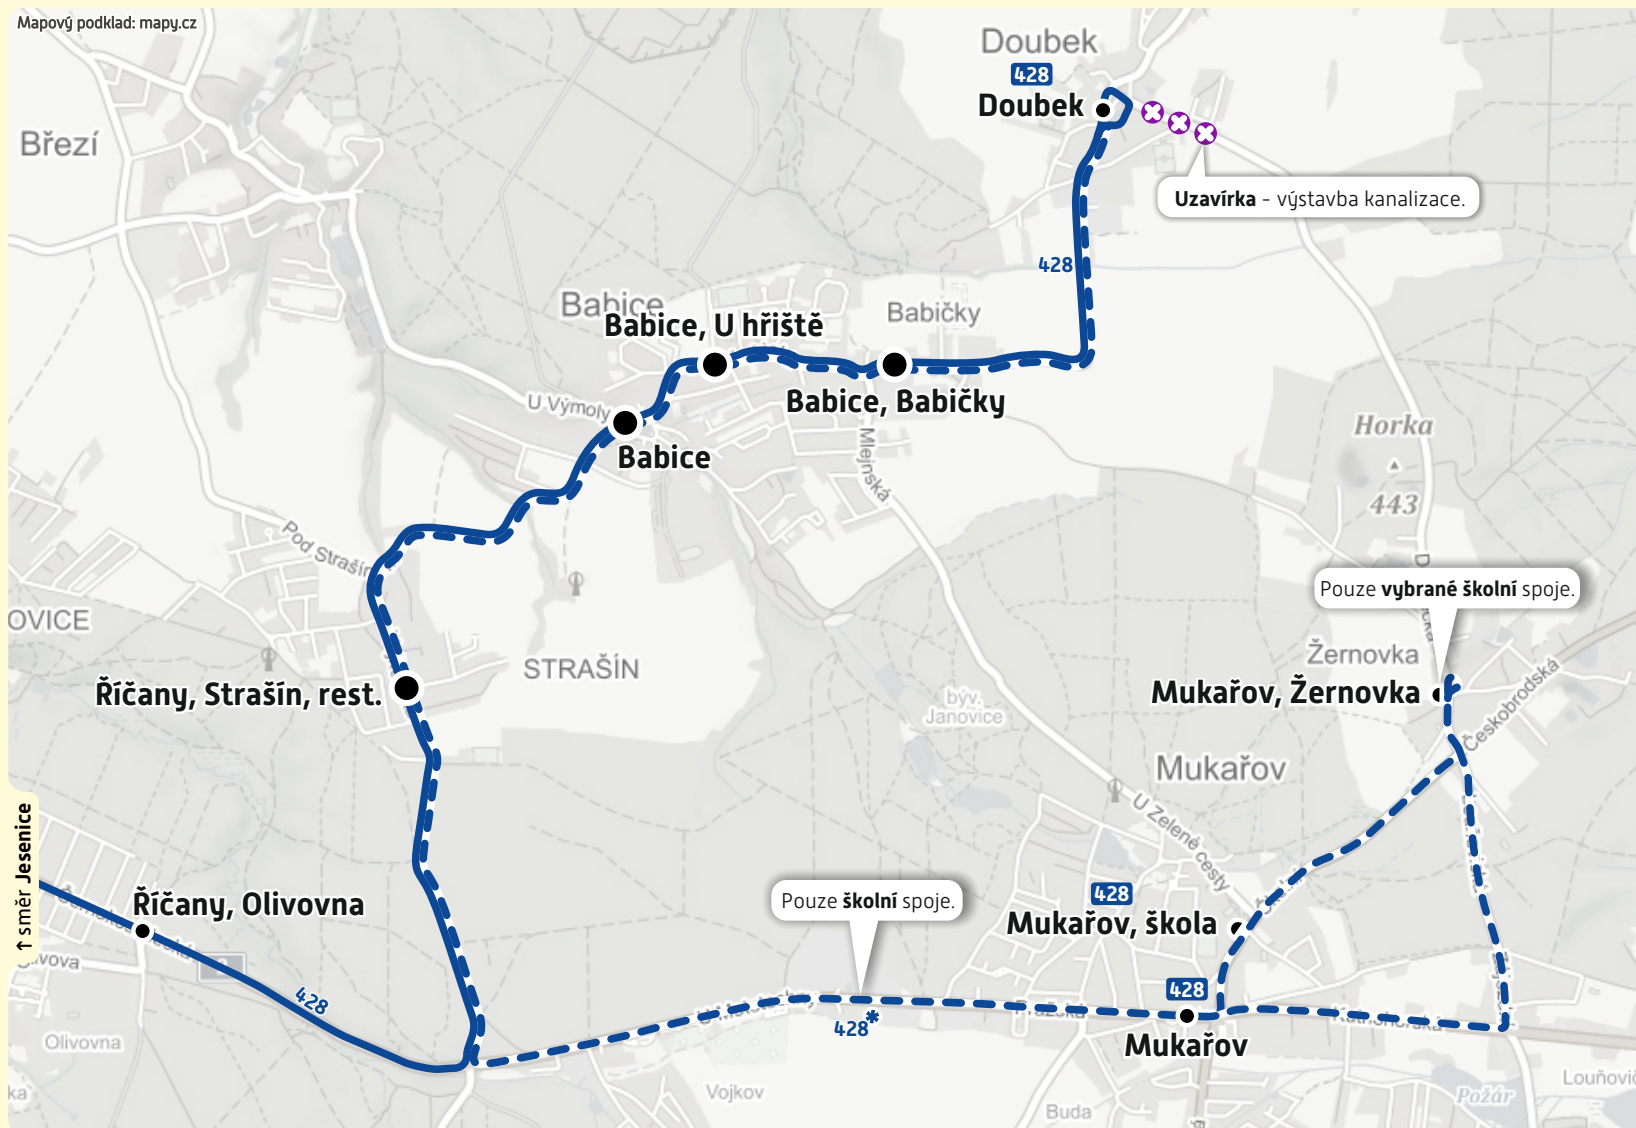 Mapový podklad: mapy.cz
Doubek
428
Doubek
Březí
Uzavírka - výstavba kanalizace.
428
Babice
Babičky
Babice, U hřiště
Babice, Babičky
U Výmoly
Babice
Mlejnská
Horka
443
Pod Strašín
Pouze vybrané školní spoje.
OVICE
STRAŠÍN
Žernovka
Říčany, Strašín, rest.
Mukařov, Žernovka
býv.
Janovice
Českobrodská
Mukařov
U Zelené cesty
↑ směr Jesenice
Říčany, Olivovna
Pouze školní spoje.
428
Mukařov, škola
428
428
428*
Mukařov
Olivovna
Vojkov
Buda
Požár
Louňovic